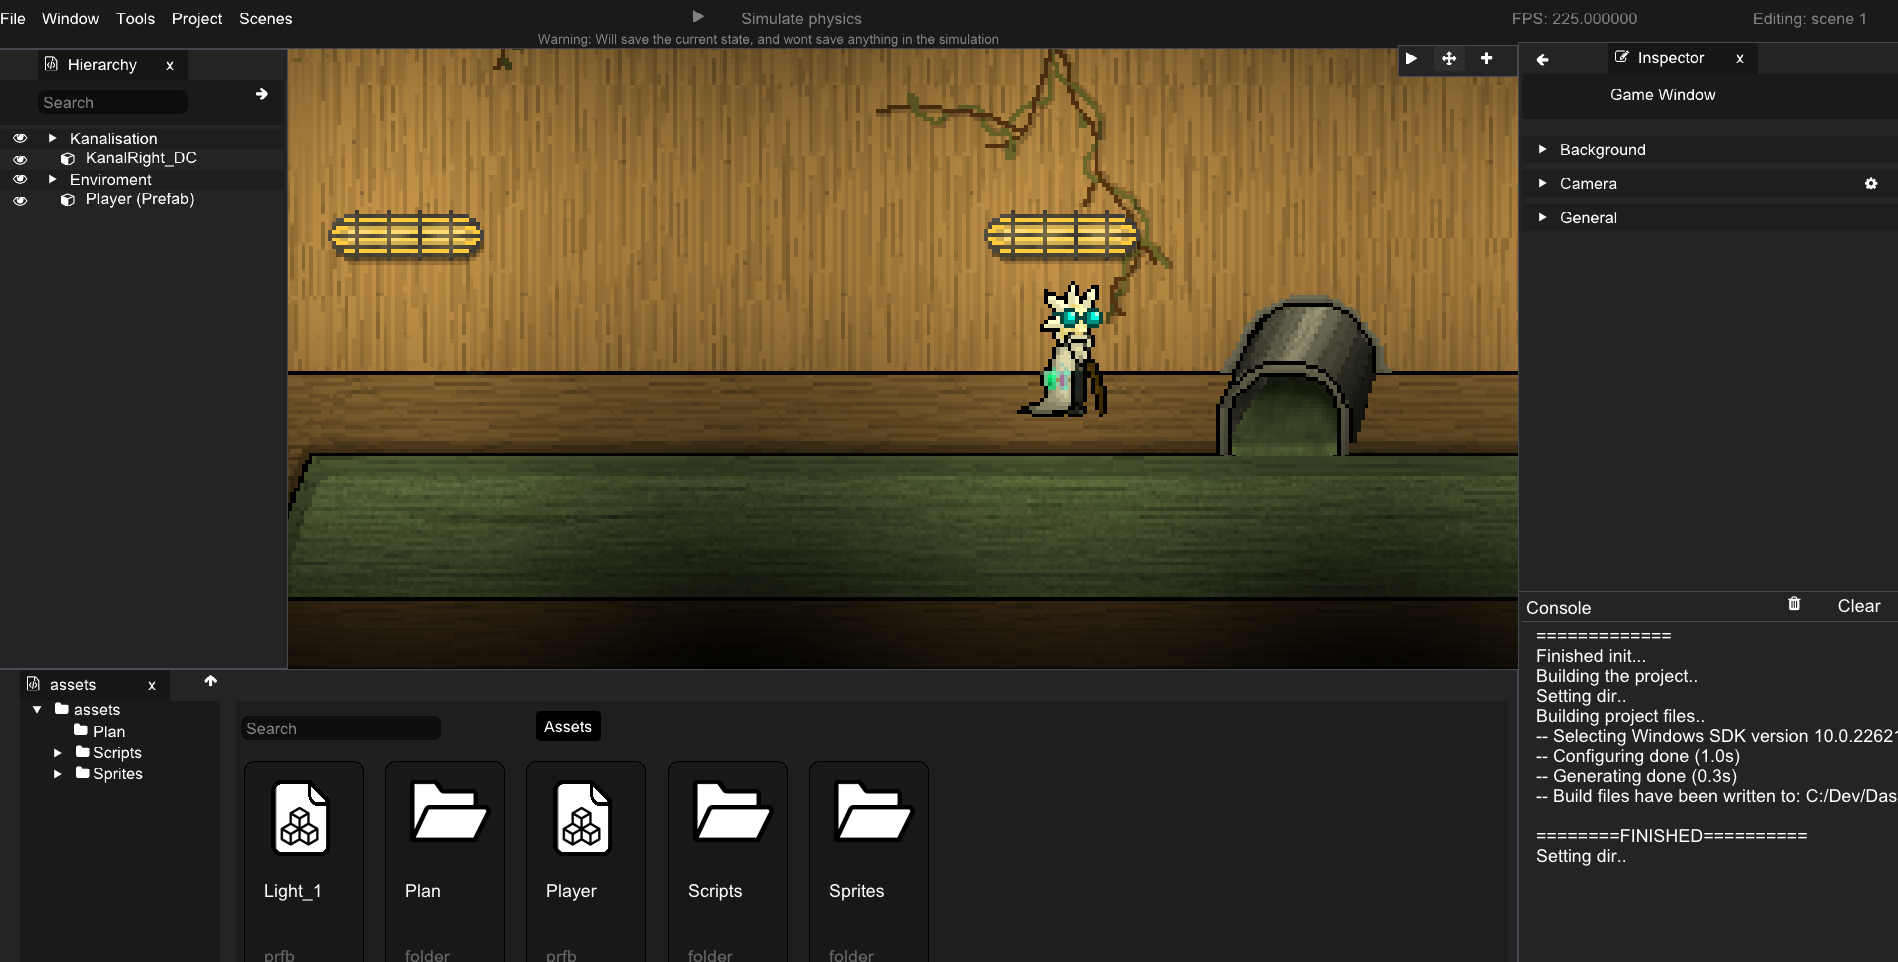 File Window Tools Project Scenes
Simulate physics
FPS: 225.000000
Editing: scene 1
Warning: Will save the current state, and wont save anything in the simulation
Hierarchy x
Search
Kanalisation
KanalRight_DC
Enviroment
Player (Prefab)
Inspector x
Game Window
Background
Camera
General
Console Clear
=============
Finished init...
Building the project..
Setting dir..
Building project files..
-- Selecting Windows SDK version 10.0.22621
-- Configuring done (1.0s)
-- Generating done (0.3s)
-- Build files have been written to: C:/Dev/Das
========FINISHED==========
Setting dir..
assets x
assets
Plan
Scripts
Sprites
Search
Assets
Light_1 Plan Player Scripts Sprites
prfb folder prfb folder folder